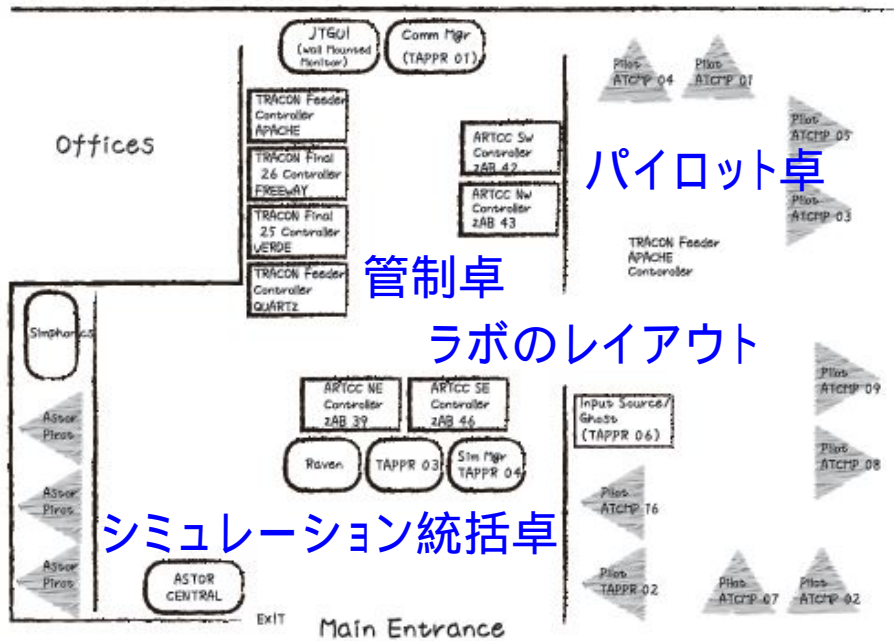 JTGUI
(wall Mounted
Monitor)
Comm Mgr
(TAPPR 01)
Pilot
ATCMP 04
Pilot
ATCMP 01
TRACON Feeder
Controller
APACHE
Offices
ARTCC SW
Controller
zAB 42
Pilot
ATCMP 05
パイロット卓
TRACON Final
26 Controller
FREEWAY
ARTCC NW
Controller
zAB 43
Pilot
ATCMP 03
TRACON Final
25 Controller
VERDE
TRACON Feeder
APACHE
Contoroller
TRACON Feeder
Controller
QUARTz
管制卓
Simphonics
ラボのレイアウト
Pilot
ATCMP 09
ARTCC NE
Controller
zAB 39
ARTCC SE
Controller
zAB 46
Input Source/
Ghost
(TAPPR 06)
Astor
Pirot
Raven
TAPPR 03
Sim Mgr
TAPPR 04
Pilot
ATCMP 08
Astor
Pirot
シミュレーション統括卓
Pilot
ATCMP 16
Astor
Pirot
ASTOR
CENTRAL
Pilot
TAPPR 02
Pilot
ATCMP 07
Pilot
ATCMP 02
EXIT
Main Entrance